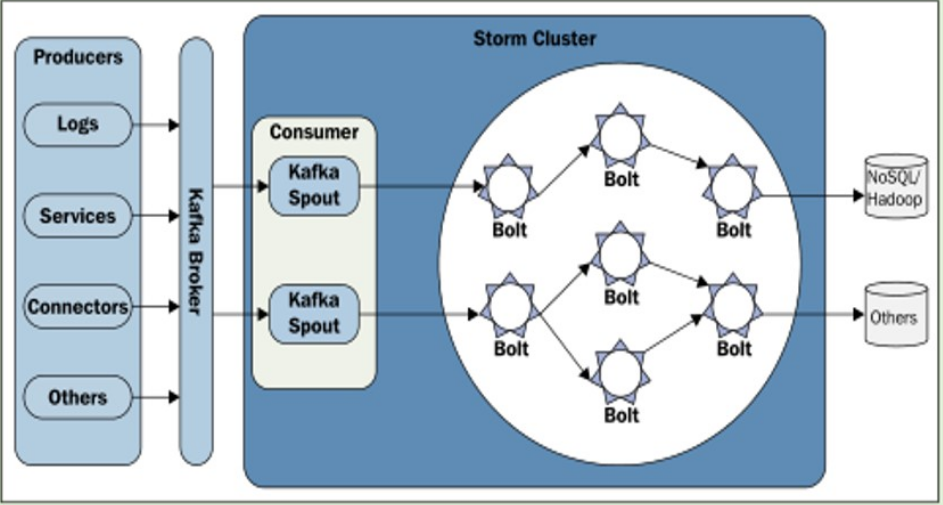 Producers
Logs
Services
Connectors
Others
Kafka Broker
Storm Cluster
Consumer
Kafka
Spout
Kafka
Spout
Bolt
Bolt
Bolt
Bolt
Bolt
Bolt
Bolt
NoSQL/
Hadoop
Others